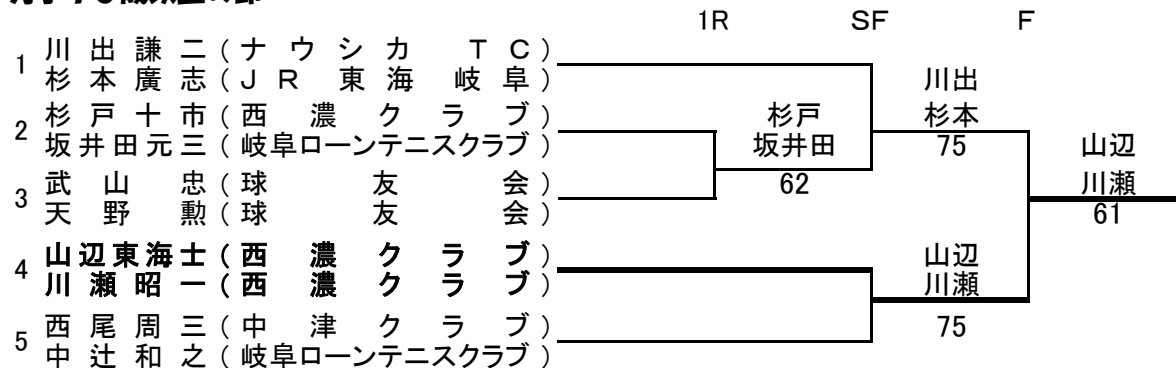 1R SF F
1 川出謙二(ナウシカ TC)
杉本廣志(JR東海岐阜)
2 杉戸十市(西濃クラブ)
坂井田元三(岐阜ローンテニスクラブ)
3 武山忠(球友会)
天野勲(球友会)
4 山辺東海士(西濃クラブ)
川瀬昭一(西濃クラブ)
5 西尾周三(中津クラブ)
中辻和之(岐阜ローンテニスクラブ)
杉戸
坂井田
62
川出
杉本
75
山辺
川瀬
75
山辺
川瀬
61